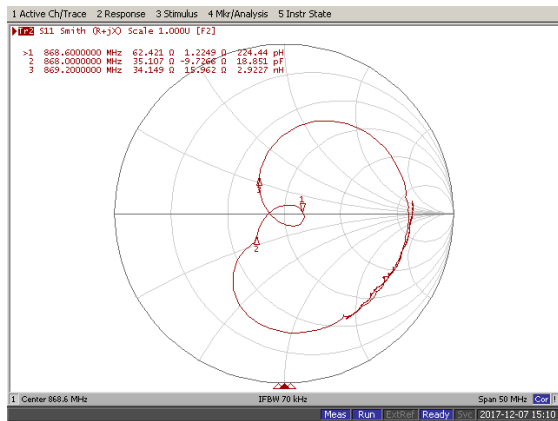 1 Active Ch/Trace 2 Response 3 Stimulus 4 Mkr/Analysis 5 Instr State
Tr2 S11 Smith (R+jX) Scale 1.000U [F2]
>1 868.6000000 MHz 62.421 Ω 1.2249 Ω 224.44 pH
2 868.0000000 MHz 35.107 Ω -9.7266 Ω 18.851 pF
3 869.2000000 MHz 34.149 Ω 15.962 Ω 2.9227 nH
1
3
2
1 Center 868.6 MHz IFBW 70 kHz Span 50 MHz Cor !
Meas Run ExtRef Ready Svc 2017-12-07 15:10